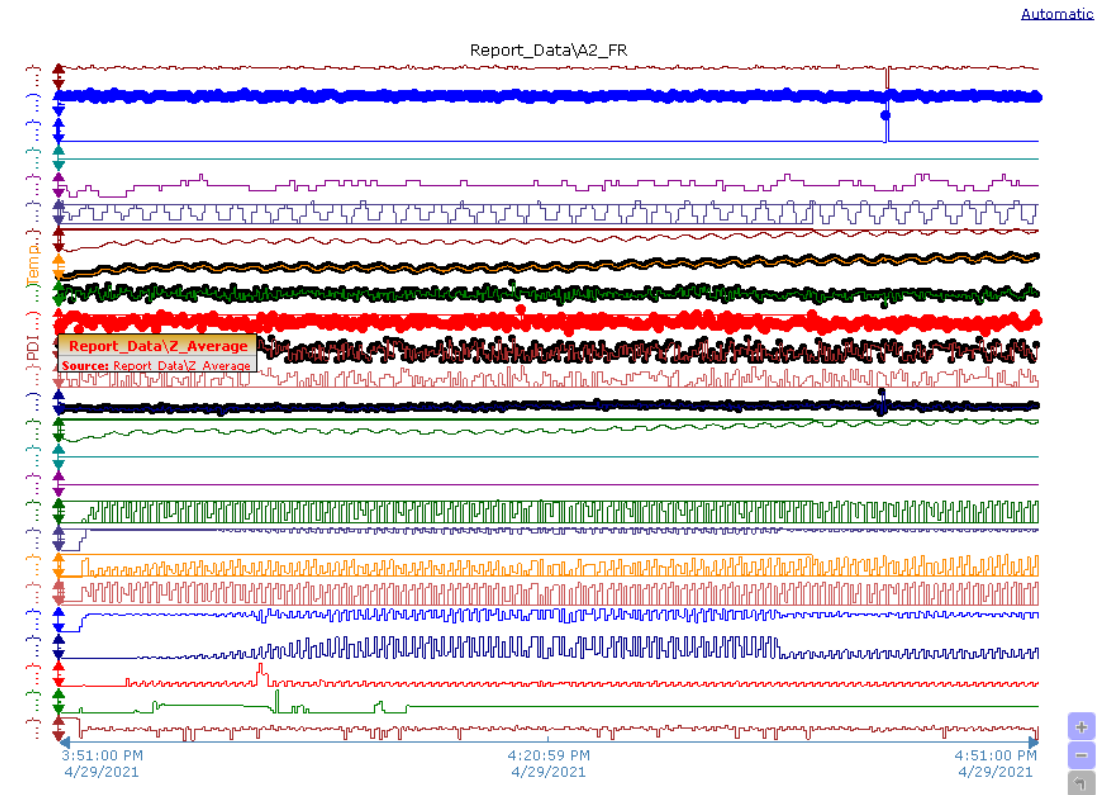 Automatic
Report_Data\A2_FR
Temp...
PDI ...
Report_Data\Z_Average
Source: Report_Data\Z_Average
3:51:00 PM
4/29/2021
4:20:59 PM
4/29/2021
4:51:00 PM
4/29/2021